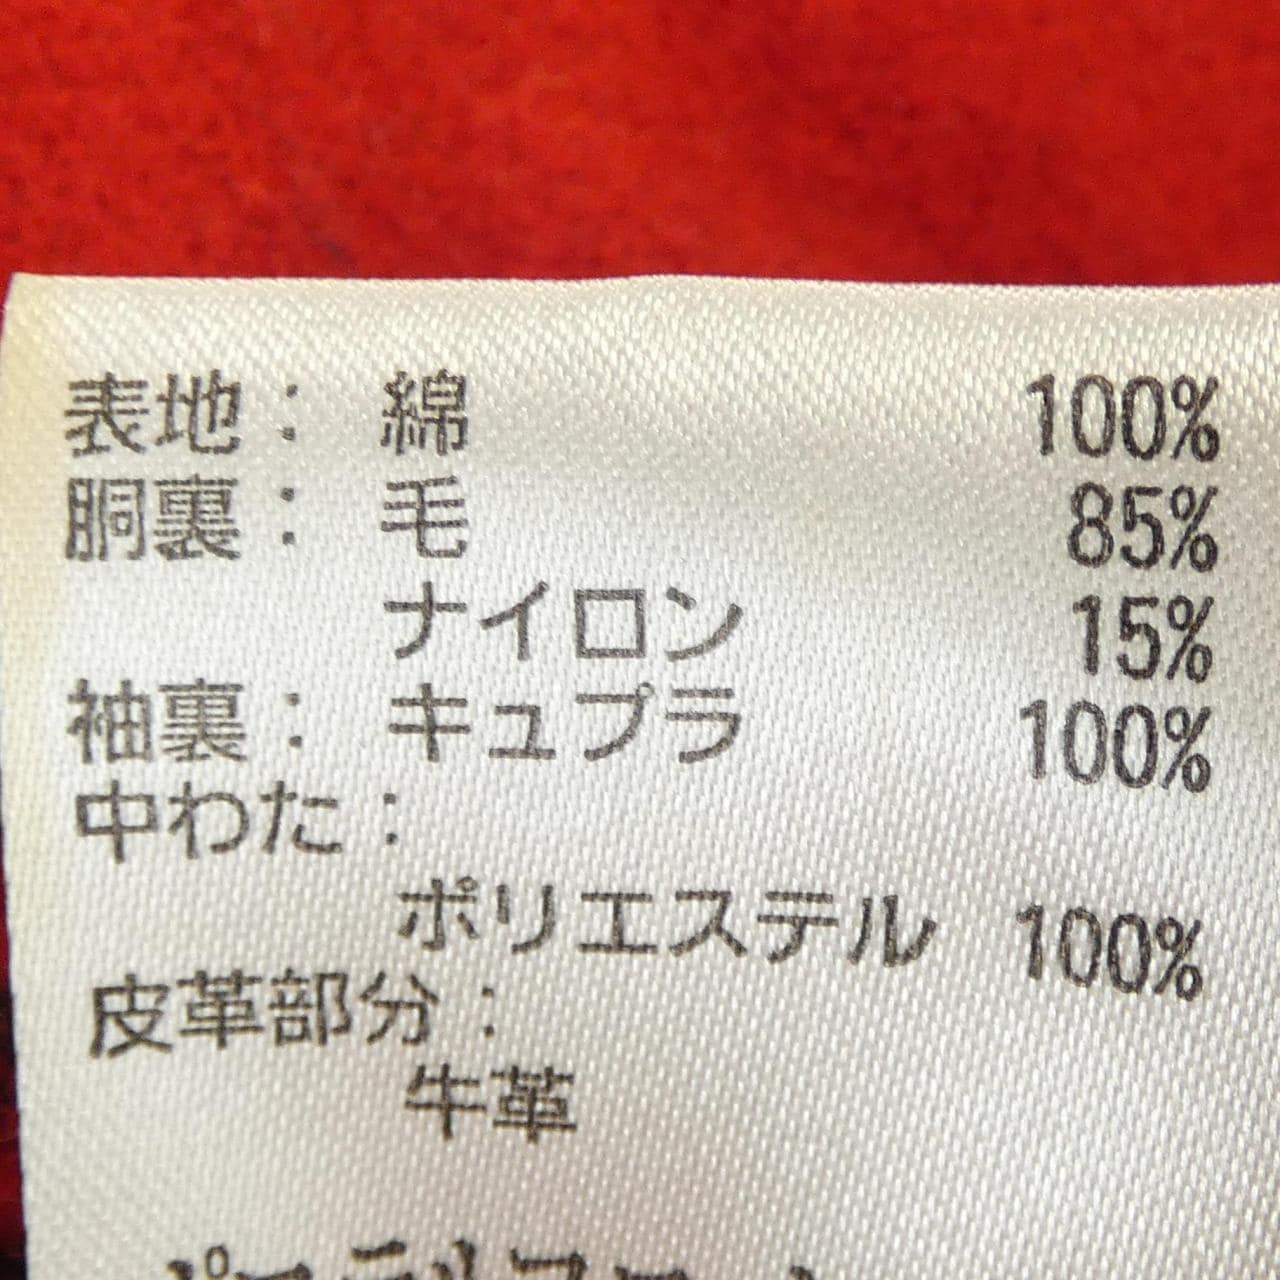 表地： 綿 100%
胴裏： 毛 85%
ナイロン 15%
袖裏： キュプラ 100%
中わた：
ポリエステル 100%
皮革部分：
牛革